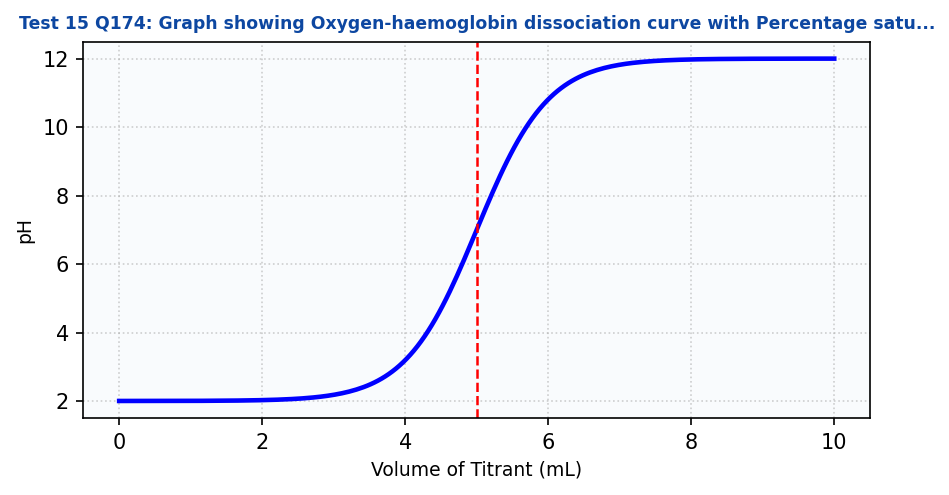 Test 15 Q174: Graph showing Oxygen-haemoglobin dissociation curve with Percentage satu...
12
10
8
6
4
2
pH
0 2 4 6 8 10
Volume of Titrant (mL)